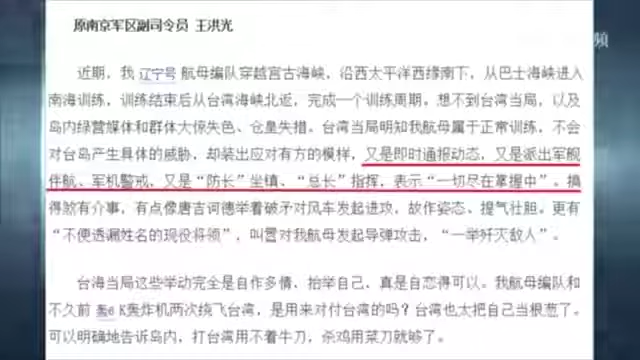 原南京军区副司令员 王洪光
近期，我辽宁号航母编队穿越宫古海峡，沿西太平洋西缘南下，从巴士海峡进入
南海训练，训练结束后从台湾海峡北返，完成一个训练周期。想不到台湾当局，以及
岛内绿营媒体和群体大惊失色、仓皇失措。台湾当局明知我航母属于正常训练，不会
对台岛产生具体的威胁，却装出应对有方的模样，又是即时通报动态，又是派出军舰
伴航、军机警戒，又是“防长”坐镇、“总长”指挥，表示“一切尽在掌握中”。搞
得煞有介事，有点像唐吉诃德举着破矛对风车发起进攻，故作姿态、提气壮胆。更有
“不便透漏姓名的现役将领”，叫嚣对我航母发起导弹攻击，“一举歼灭敌人”。
台海当局这些举动完全是自作多情、抬举自己，真是自恋得可以。我航母编队和
不久前轰6K轰炸机两次绕飞台湾，是用来对付台湾的吗？台湾也太把自己当根葱了。
可以明确地告诉岛内，打台湾用不着牛刀，杀鸡用菜刀就够了。